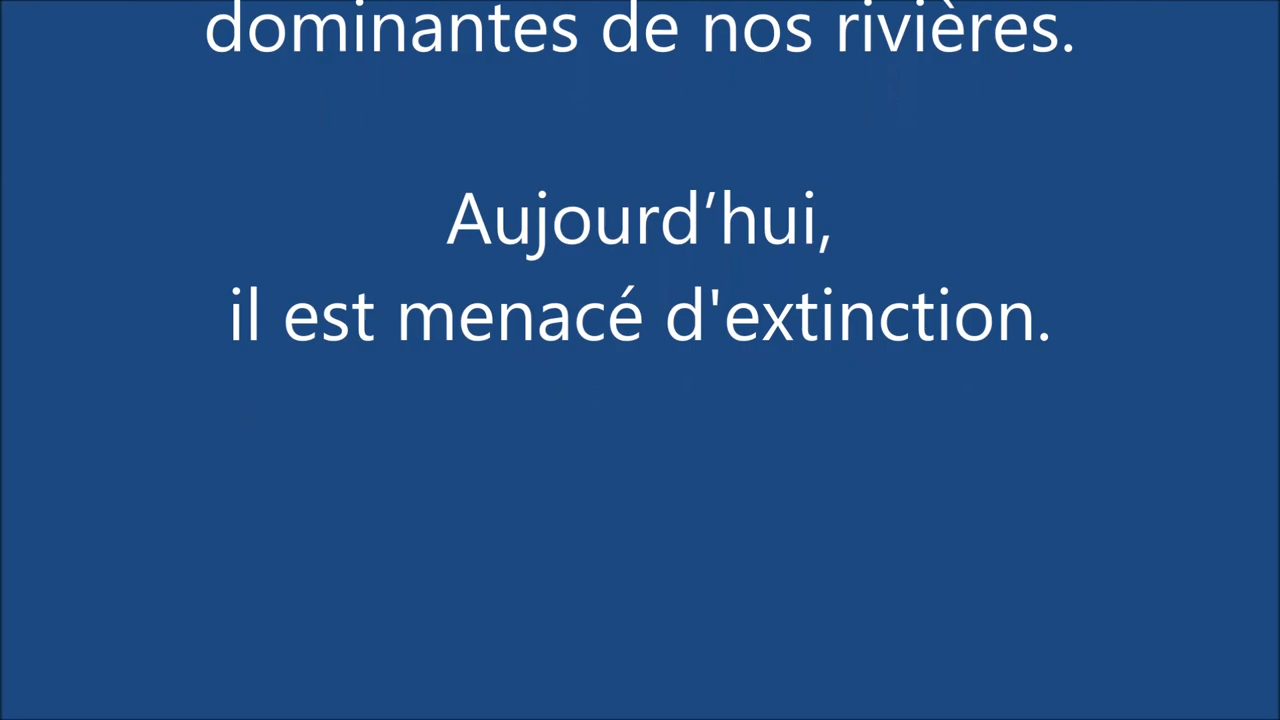 dominantes de nos rivières.
Aujourd’hui,
il est menacé d'extinction.